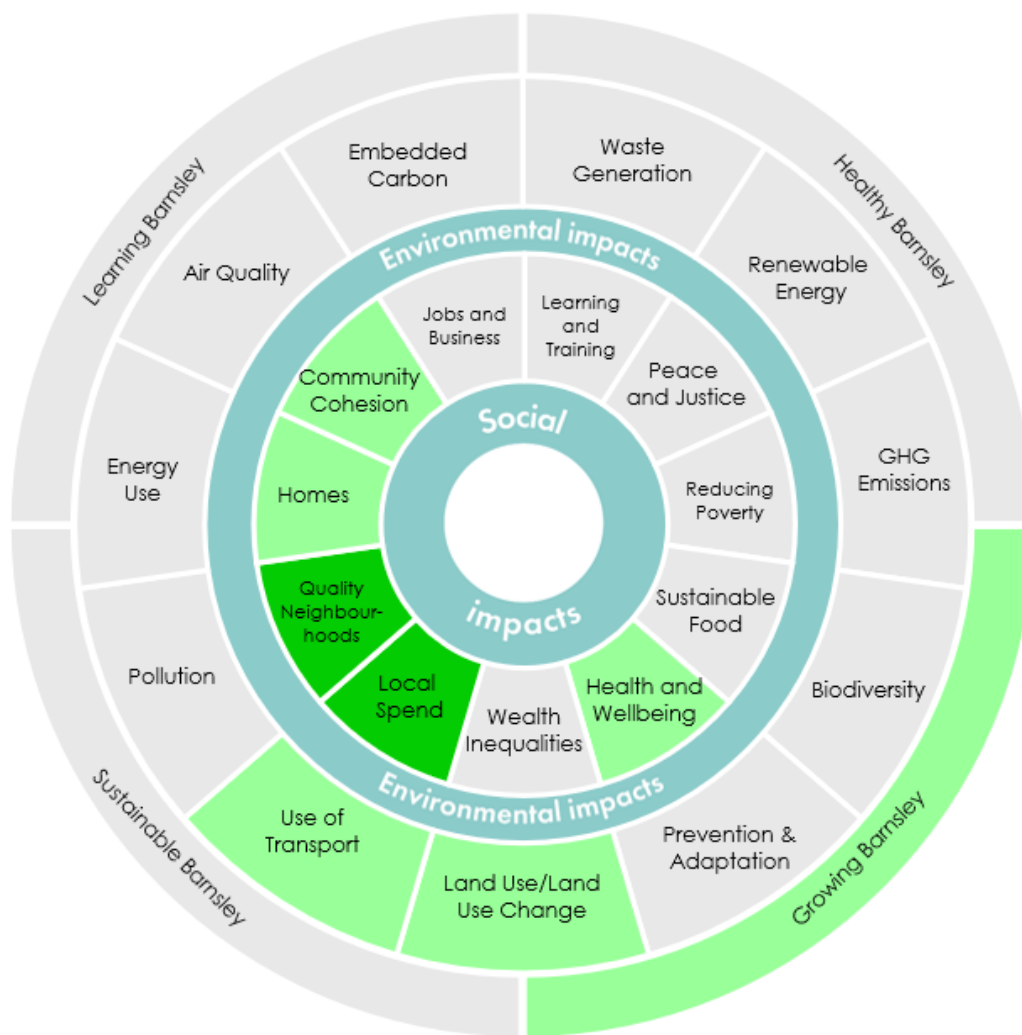 Learning Barnsley
Healthy Barnsley
Growing Barnsley
Sustainable Barnsley
Embedded
Carbon
Waste
Generation
Renewable
Energy
GHG
Emissions
Biodiversity
Prevention &
Adaptation
Land Use/Land
Use Change
Use of
Transport
Pollution
Energy
Use
Air Quality
Environmental impacts
Jobs and
Business
Learning
and
Training
Peace
and Justice
Reducing
Poverty
Sustainable
Food
Health and
Wellbeing
Wealth
Inequalities
Local
Spend
Quality
Neighbour-
hoods
Homes
Community
Cohesion
Social
impacts
Environmental impacts